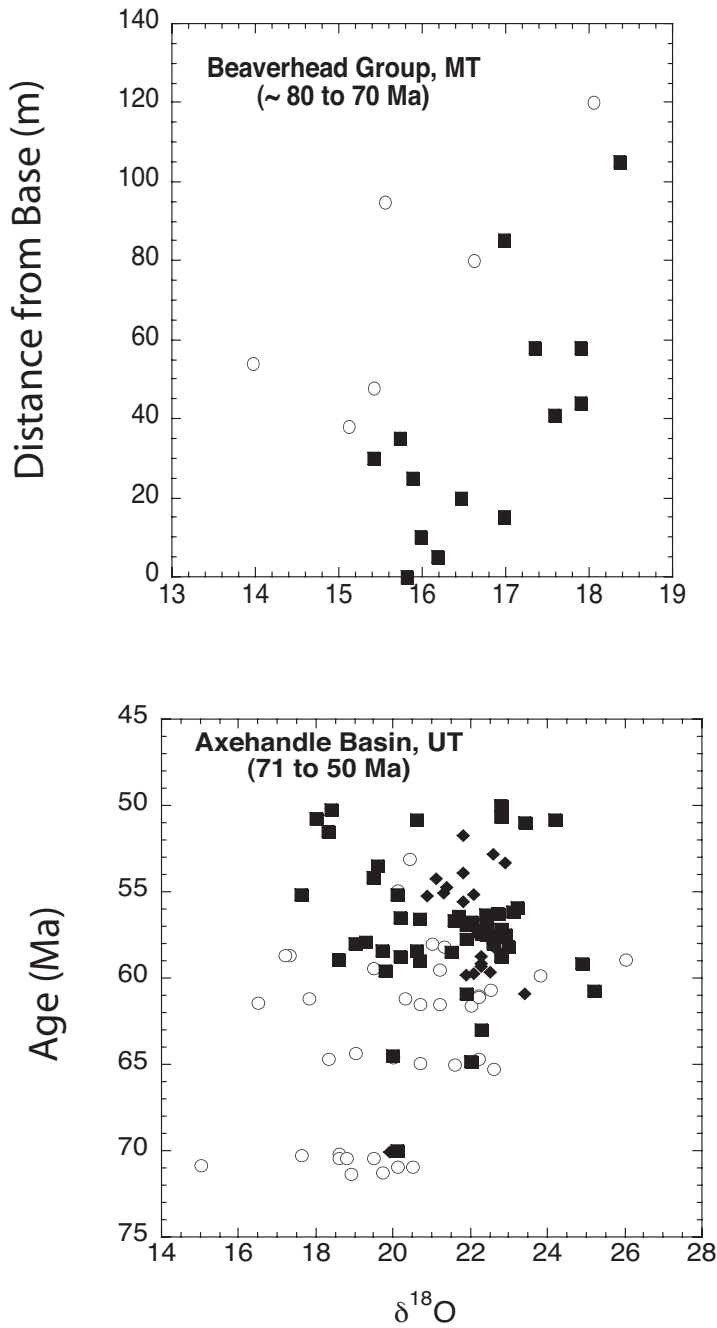 140
120
100
80
60
40
20
0
Distance from Base (m)
Beaverhead Group, MT
(~ 80 to 70 Ma)
13 14 15 16 17 18 19
45
50
55
60
65
70
75
Age (Ma)
Axehandle Basin, UT
(71 to 50 Ma)
14 16 18 20 22 24 26 28
δ¹⁸O